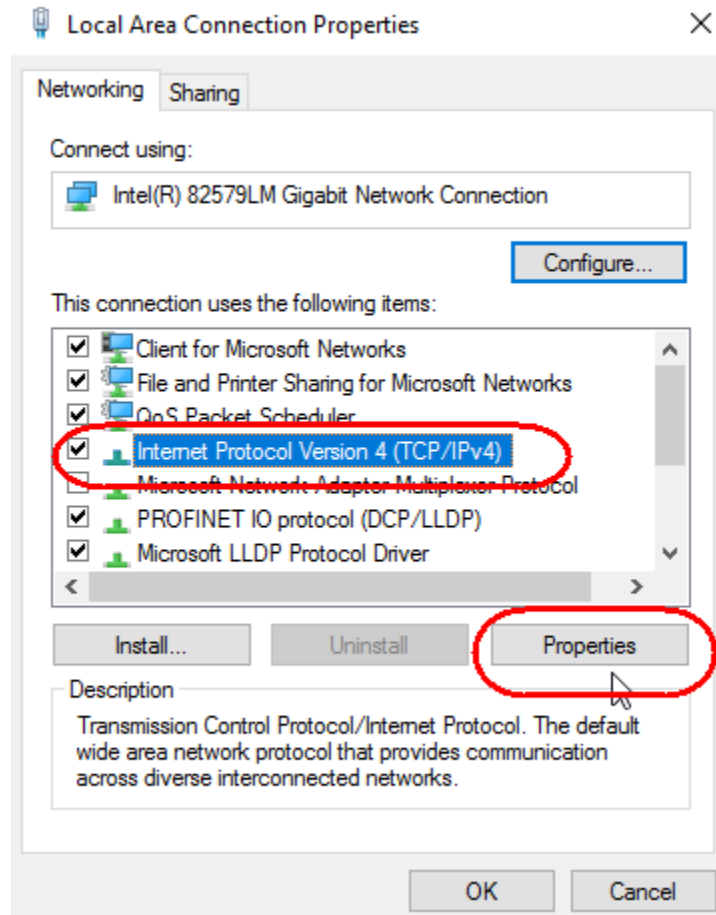 Local Area Connection Properties
Networking
Sharing
Connect using:
Intel(R) 82579LM Gigabit Network Connection
Configure...
This connection uses the following items:
Client for Microsoft Networks
File and Printer Sharing for Microsoft Networks
QoS Packet Scheduler
Internet Protocol Version 4 (TCP/IPv4)
Microsoft Network Adapter Multiplexor Protocol
PROFINET IO protocol (DCP/LLDP)
Microsoft LLDP Protocol Driver
Install...
Uninstall
Properties
Description
Transmission Control Protocol/Internet Protocol. The default
wide area network protocol that provides communication
across diverse interconnected networks.
OK
Cancel